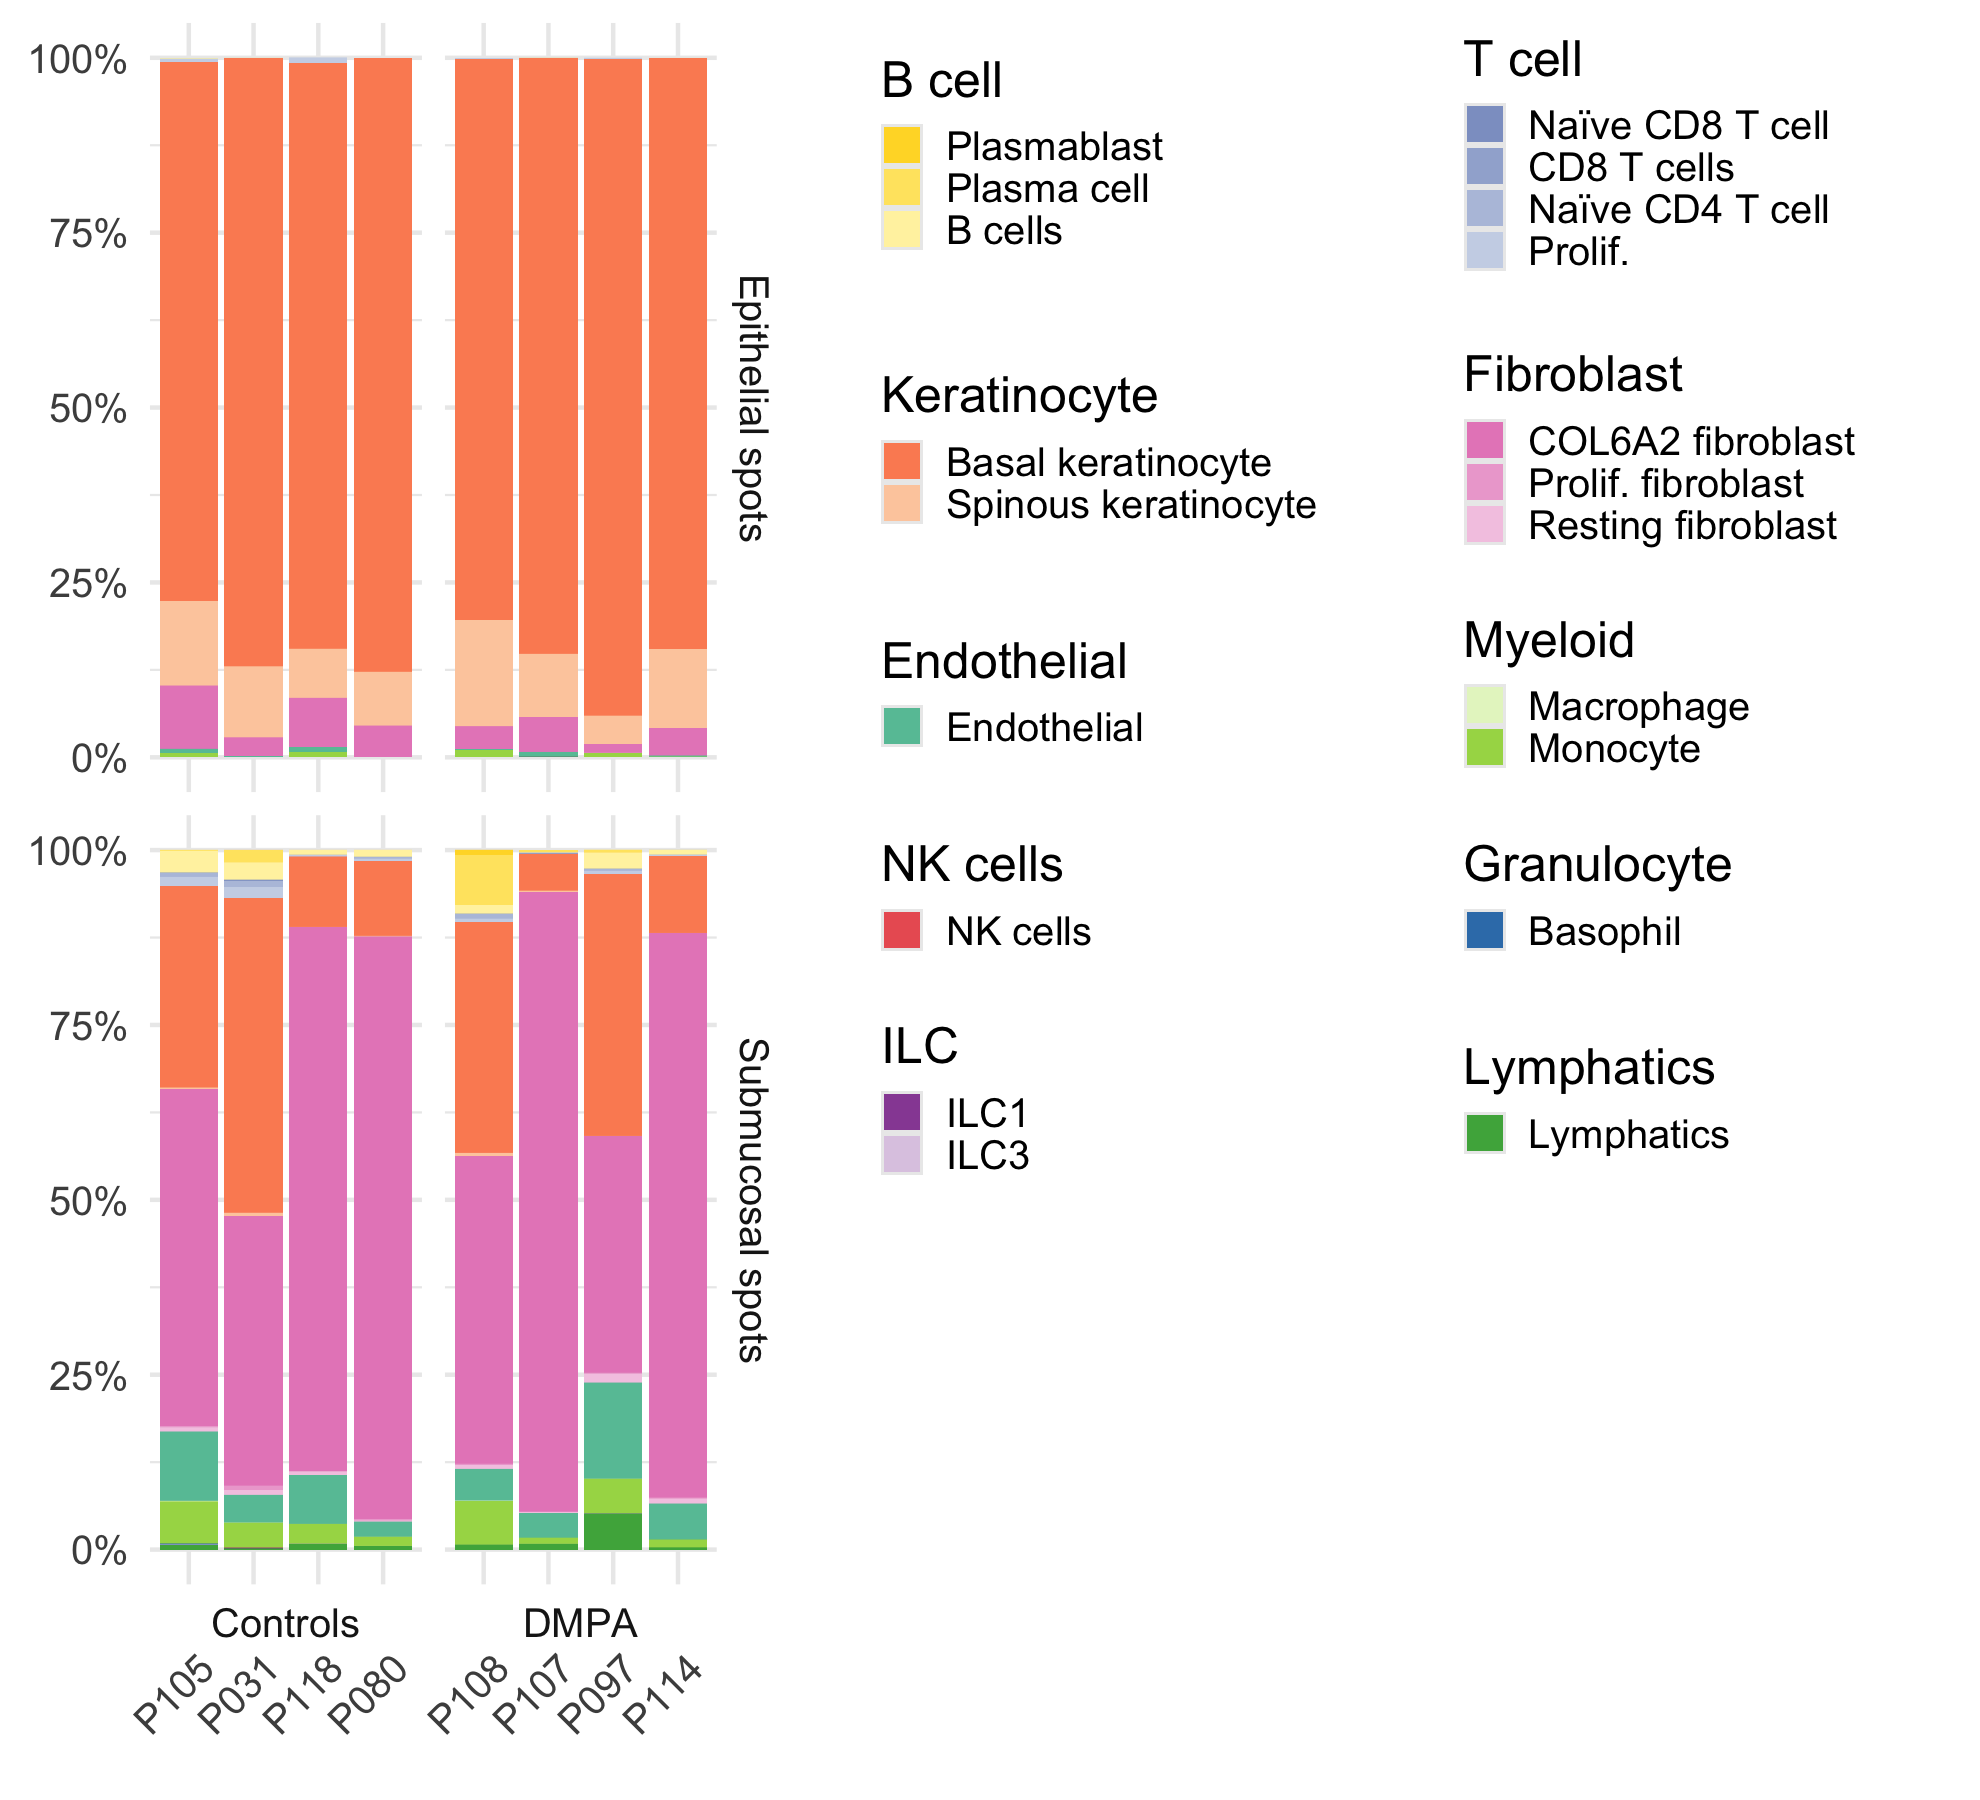 100%
75%
50%
25%
0%
Epithelial spots
100%
75%
50%
25%
0%
Submucosal spots
Controls
DMPA
P105
P031
P118
P080
P108
P107
P097
P114
B cell
Plasmablast
Plasma cell
B cells
Keratinocyte
Basal keratinocyte
Spinous keratinocyte
Endothelial
Endothelial
NK cells
NK cells
ILC
ILC1
ILC3
T cell
Naïve CD8 T cell
CD8 T cells
Naïve CD4 T cell
Prolif.
Fibroblast
COL6A2 fibroblast
Prolif. fibroblast
Resting fibroblast
Myeloid
Macrophage
Monocyte
Granulocyte
Basophil
Lymphatics
Lymphatics